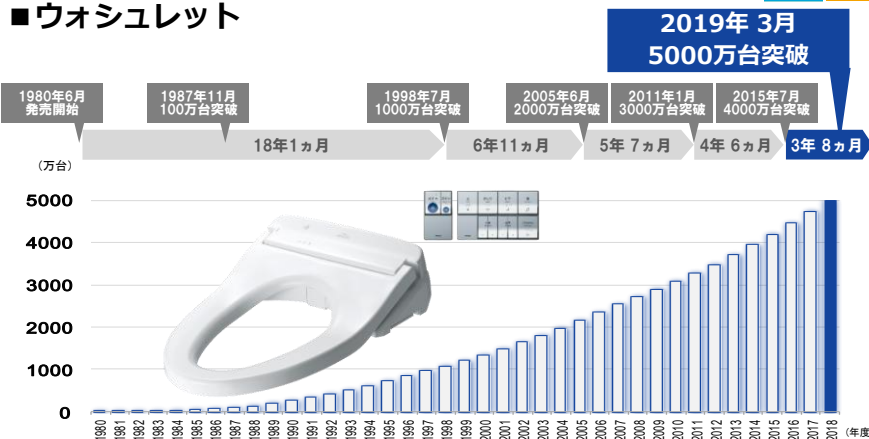 ■ウォシュレット
2019年 3月
5000万台突破
1980年6月
発売開始
1987年11月
100万台突破
1998年7月
1000万台突破
2005年6月
2000万台突破
2011年1月
3000万台突破
2015年7月
4000万台突破
18年1ヵ月
6年11ヵ月
5年 7ヵ月
4年 6ヵ月
3年 8ヵ月
（万台）
5000
4000
3000
2000
1000
0
1980 1981 1982 1983 1984 1985 1986 1987 1988 1989 1990 1991 1992 1993 1994 1995 1996 1997 1998 1999 2000 2001 2002 2003 2004 2005 2006 2007 2008 2009 2010 2011 2012 2013 2014 2015 2016 2017 2018 （年度